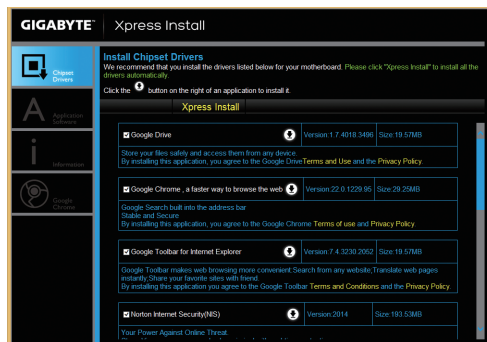 GIGABYTE™ Xpress Install
Chipset
Drivers
Application
Software
Information
Google
Chrome
Install Chipset Drivers
We recommend that you install the drivers listed below for your motherboard. Please click "Xpress Install" to install all the
drivers automatically.
Click the button on the right of an application to install it.
Xpress Install
Google Drive Version:1.7.4018.3496 Size:19.57MB
Store your files safely and access them from any device.
By installing this application, you agree to the Google DriveTerms and Use and the Privacy Policy.
Google Chrome , a faster way to browse the web Version:22.0.1229.95 Size:29.25MB
Google Search built into the address bar
Stable and Secure
By installing this application, you agree to the Google Chrome Terms of use and Privacy Policy.
Google Toolbar for Internet Explorer Version:7.4.3230.2052 Size:19.57MB
Google Toolbar makes web browsing more convenient.Search from any website,Translate web pages
instantly,Share your favorite sites with friend.
By installing this application you agree to the Google Toolbar Terms and Conditions and the Privacy Policy.
Norton Internet Security(NIS) Version:2014 Size:193.53MB
Your Power Against Online Threat.